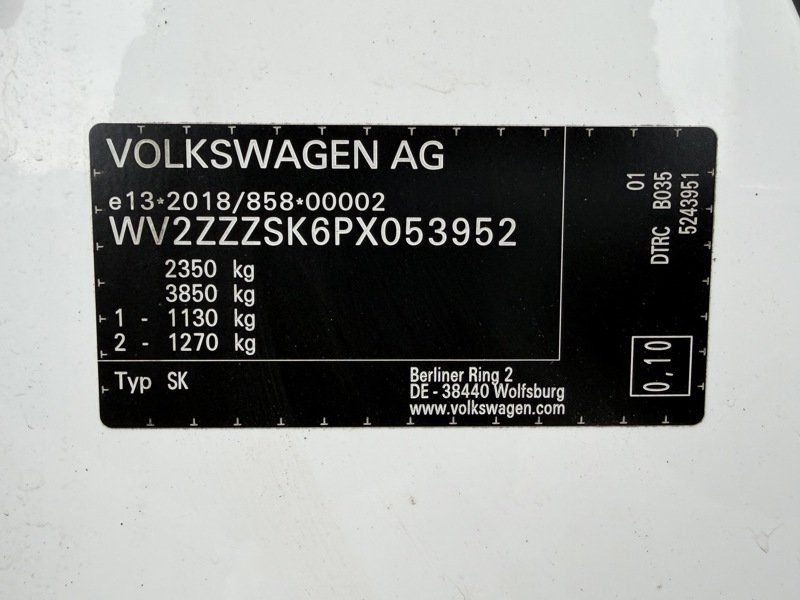 VOLKSWAGEN AG
e13*2018/858*00002
WV2ZZZSK6PX053952
2350 kg
3850 kg
1 - 1130 kg
2 - 1270 kg
Typ SK
Berliner Ring 2
DE - 38440 Wolfsburg
www.volkswagen.com
01
DTRC B035
5243951
0,10